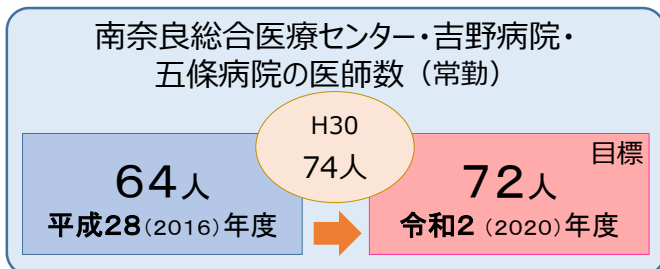 南奈良総合医療センター・吉野病院・
五條病院の医師数（常勤）
H30
74人
64人
平成28(2016)年度
目標
72人
令和2（2020)年度